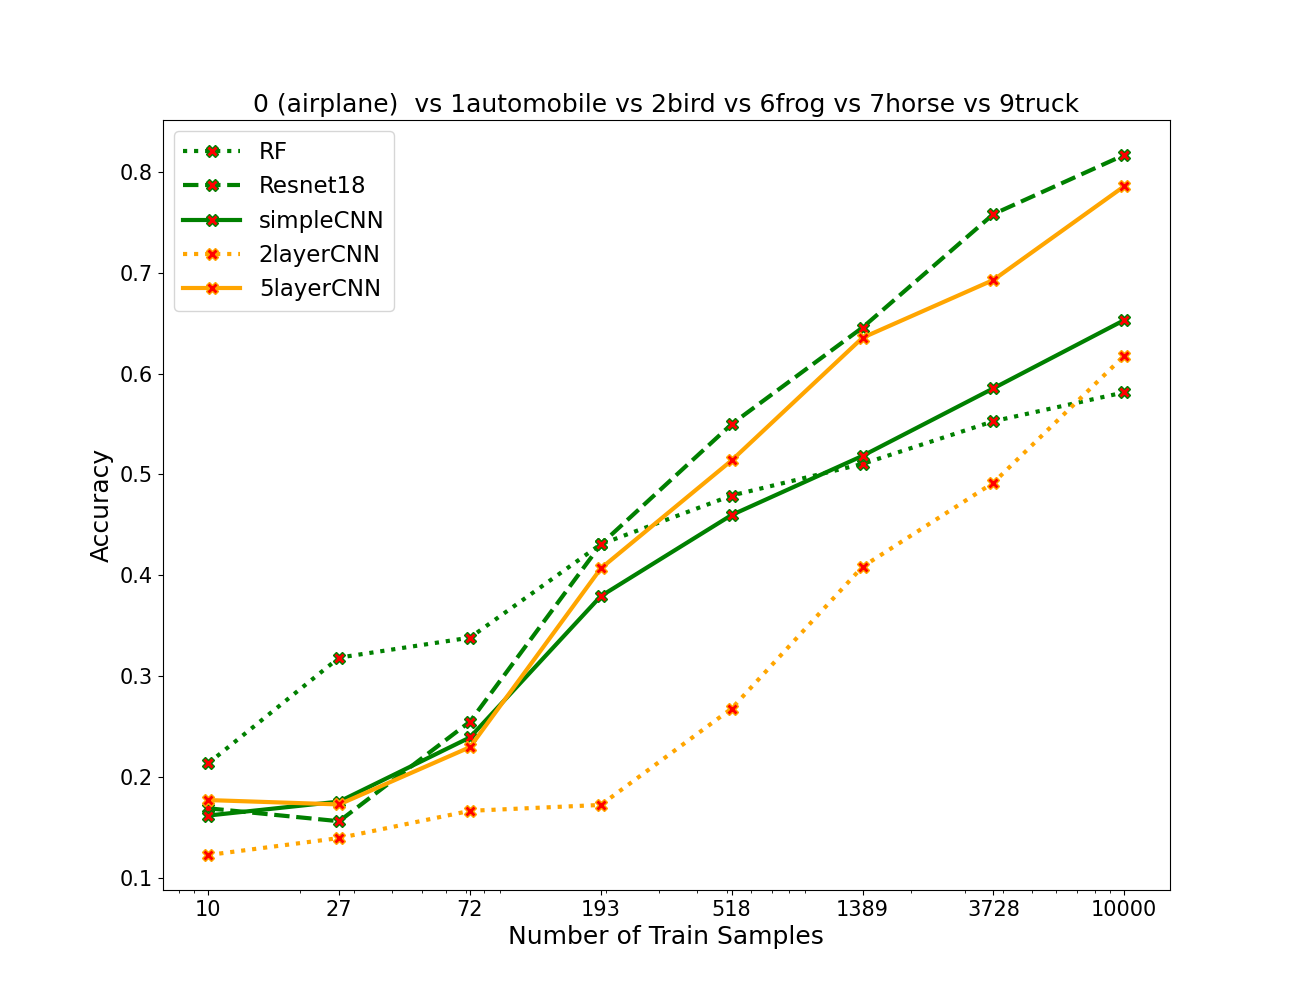 0 (airplane)  vs 1automobile vs 2bird vs 6frog vs 7horse vs 9truck
RF
Resnet18
simpleCNN
2layerCNN
5layerCNN
0.8
0.7
0.6
0.5
0.4
0.3
0.2
0.1
Accuracy
10 27 72 193 518 1389 3728 10000
Number of Train Samples